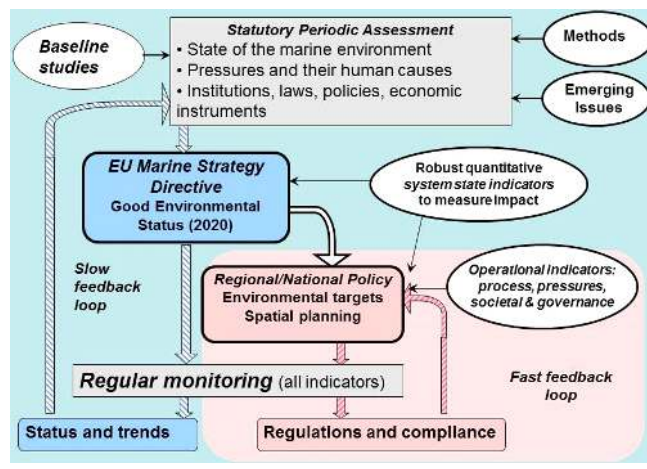 Baseline
studies
Statutory Periodic Assessment
• State of the marine environment
• Pressures and their human causes
• Institutions, laws, policies, economic
instruments
Methods
Emerging
Issues
EU Marine Strategy
Directive
Good Environmental
Status (2020)
Robust quantitative
system state indicators
to measure Impact
Slow
feedback
loop
Regional/National Policy
Environmental targets
Spatial planning
Operational indicators:
process, pressures,
societal & governance
Regular monitoring (all indicators)
Fast feedback
loop
Status and trends
Regulations and compliance